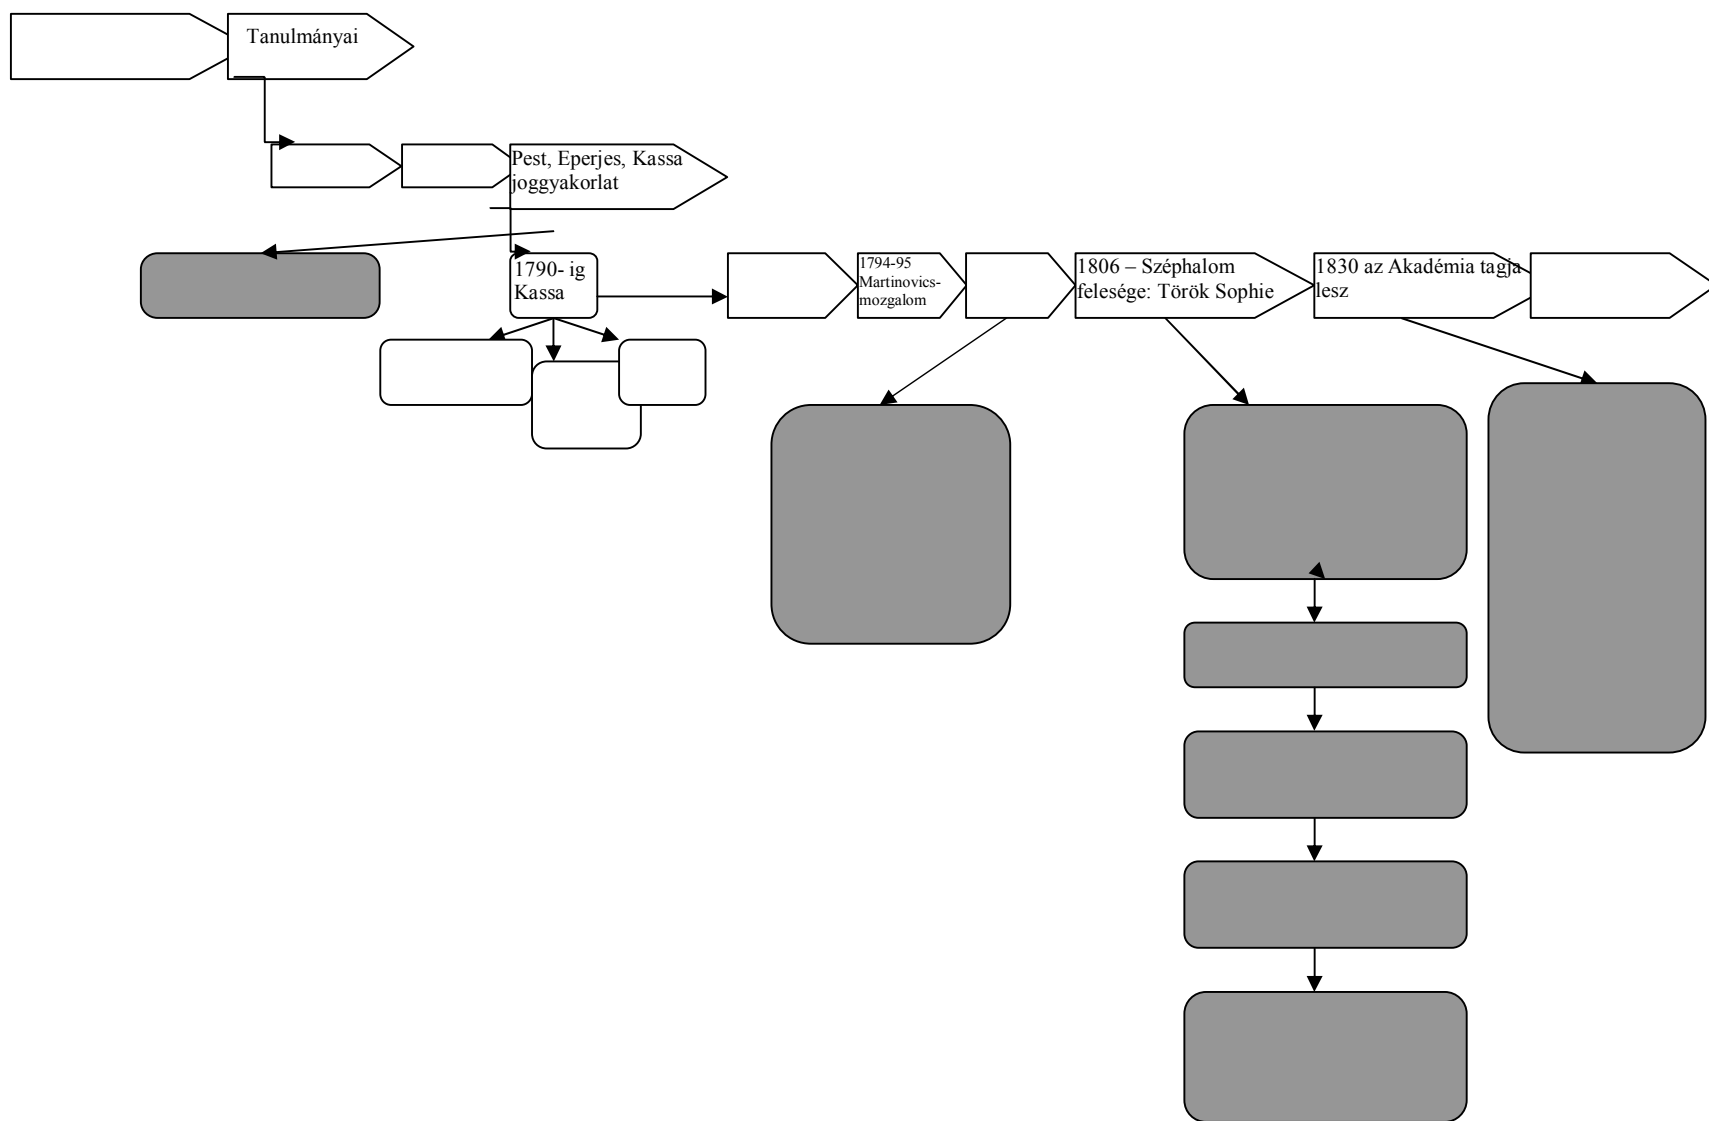 Tanulmányai
Pest, Eperjes, Kassa
joggyakorlat
1790- ig
Kassa
1794-95
Martinovics-
mozgalom
1806 – Széphalom
felesége: Török Sophie
1830 az Akadémia tagja
lesz